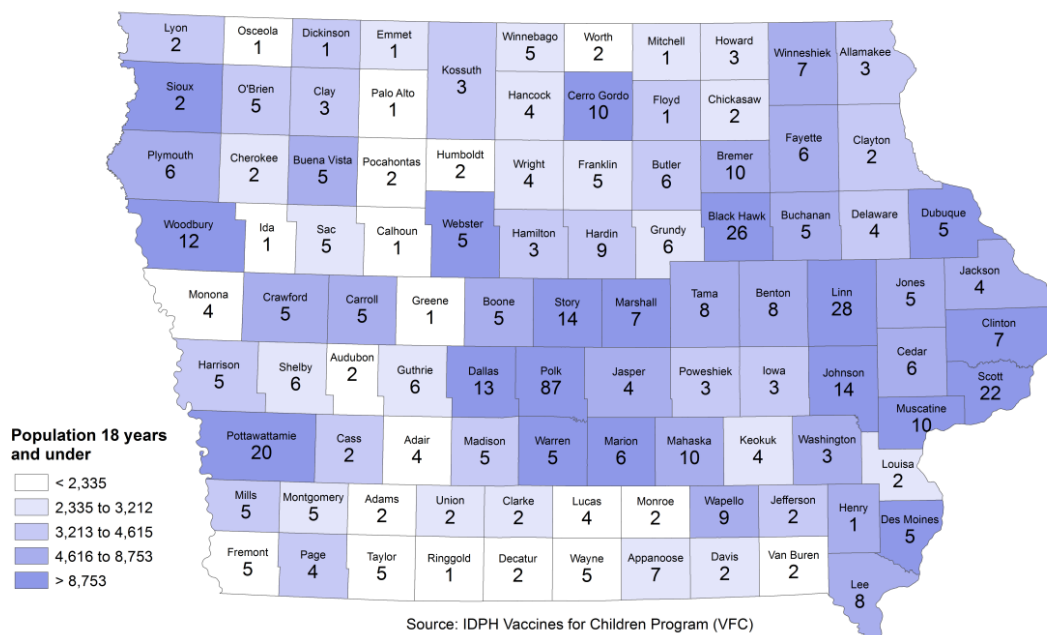 Lyon
2
Osceola
1
Dickinson
1
Emmet
1
Winnebago
5
Worth
2
Mitchell
1
Howard
3
Winneshiek
7
Allamakee
3
Kossuth
3
Sioux
2
O'Brien
5
Clay
3
Palo Alto
1
Hancock
4
Cerro Gordo
10
Floyd
1
Chickasaw
2
Plymouth
6
Cherokee
2
Buena Vista
5
Pocahontas
2
Humboldt
2
Wright
4
Franklin
5
Butler
6
Bremer
10
Fayette
6
Clayton
2
Woodbury
12
Ida
1
Sac
5
Calhoun
1
Webster
5
Hamilton
3
Hardin
9
Grundy
6
Black Hawk
26
Buchanan
5
Delaware
4
Dubuque
5
Monona
4
Crawford
5
Carroll
5
Greene
1
Boone
5
Story
14
Marshall
7
Tama
8
Benton
8
Linn
28
Jones
5
Jackson
4
Clinton
7
Harrison
5
Shelby
6
Audubon
2
Guthrie
6
Dallas
13
Polk
87
Jasper
4
Poweshiek
3
Iowa
3
Johnson
14
Cedar
6
Scott
22
Muscatine
10
Pottawattamie
20
Cass
2
Adair
4
Madison
5
Warren
5
Marion
6
Mahaska
10
Keokuk
4
Washington
3
Louisa
2
Mills
5
Montgomery
5
Adams
2
Union
2
Clarke
2
Lucas
4
Monroe
2
Wapello
9
Jefferson
2
Henry
1
Des Moines
5
Fremont
5
Page
4
Taylor
5
Ringgold
1
Decatur
2
Wayne
5
Appanoose
7
Davis
2
Van Buren
2
Lee
8
Population 18 years
and under
< 2,335
2,335 to 3,212
3,213 to 4,615
4,616 to 8,753
> 8,753
Source: IDPH Vaccines for Children Program (VFC)